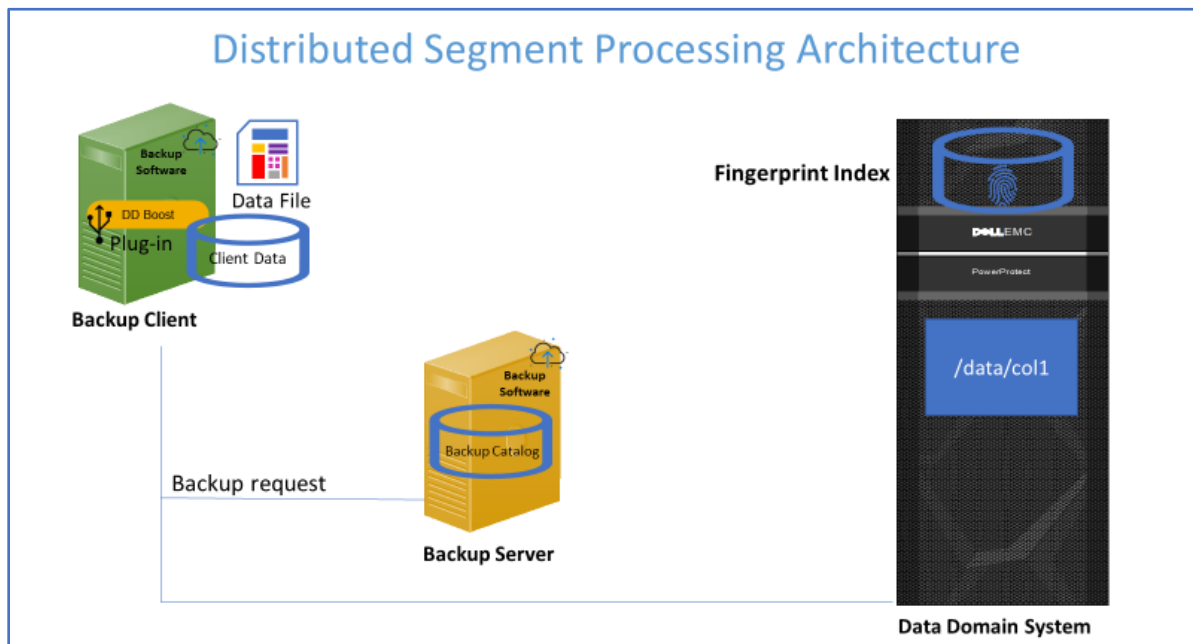 Distributed Segment Processing Architecture
Backup
Software
DD Boost
Plug-in
Data File
Client Data
Backup Client
Fingerprint Index
DELLEMC
PowerProtect
/data/col1
Backup
Software
Backup Catalog
Backup request
Backup Server
Data Domain System